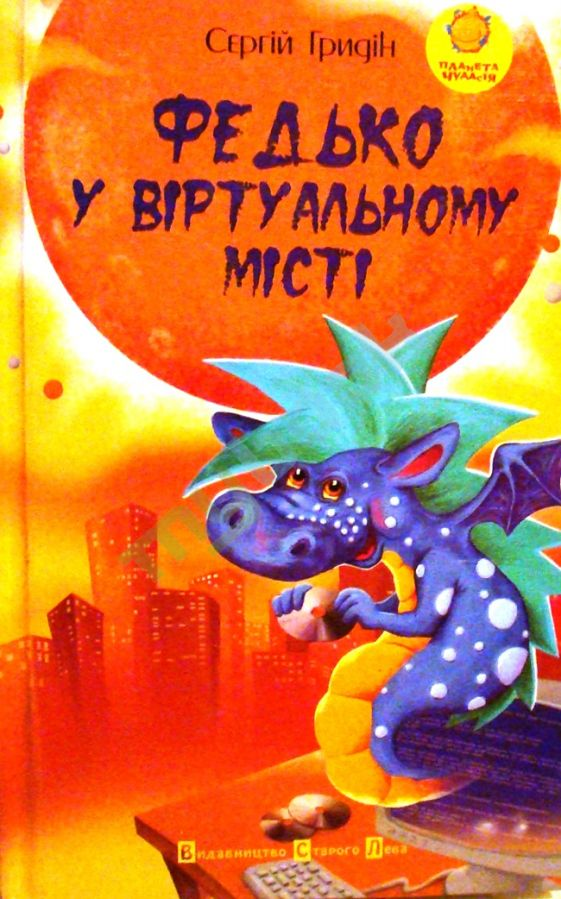 Сергій Гридін
ПЛАНЕТА
ЧУДАСІЯ
ФЕДЬКО
У ВІРТУАЛЬНОМУ
МІСТІ
Видавництво Старого Лева